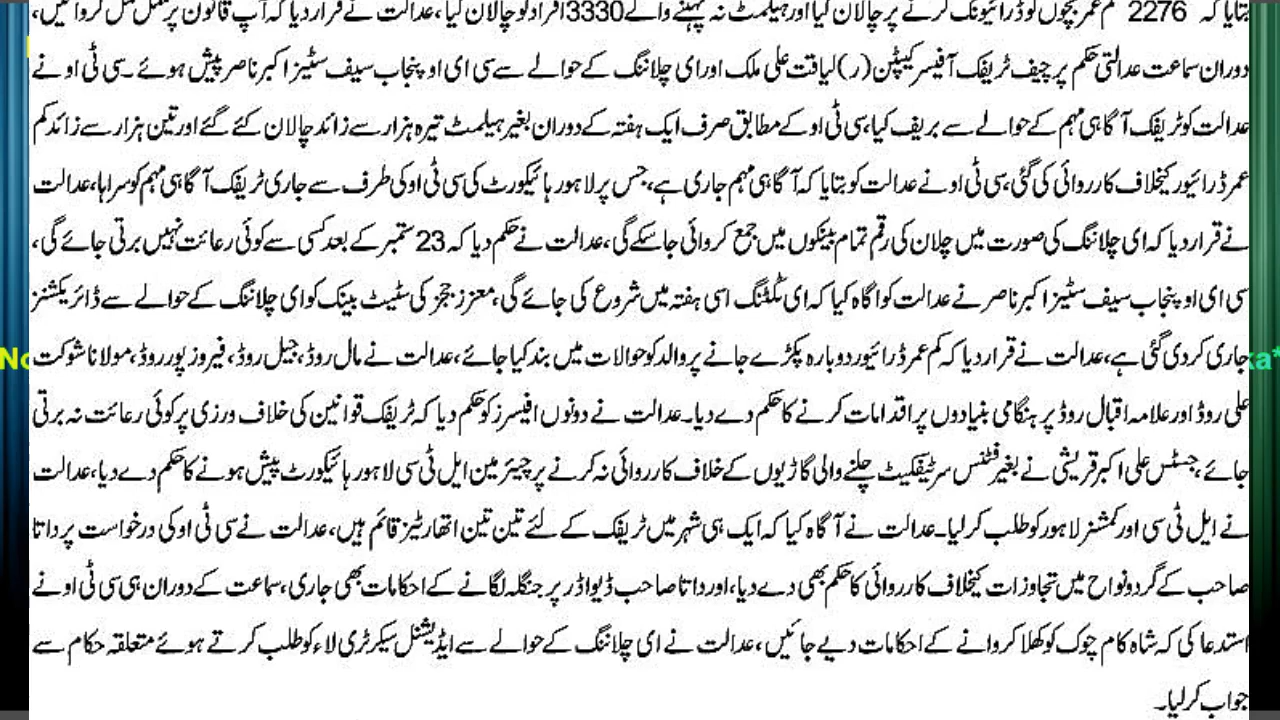 بتایا کہ 2276 کم عمر بچوں کو ڈرائیونگ کرنے پر چالان کیا اور ہیلمٹ نہ پہننے والے 3330 افراد کو چالان کیا، عدالت نے قرار دیا کہ آپ قانون پر عمل کروائیں،
دوران سماعت عدالتی حکم پر چیف ٹریفک آفیسر کیپٹن (ر) لیاقت علی ملک اور ای چلاننگ کے حوالے سے سی ای او پنجاب سیف سٹیز اکبر ناصر پیش ہوئے ۔سی ٹی او نے
عدالت کو ٹریفک آگاہی مہم کے حوالے سے بریف کیا، سی ٹی او کے مطابق صرف ایک ہفتہ کے دوران بغیر ہیلمٹ تیرہ ہزار سے زائد چالان کئے گئے اور تین ہزار سے زائد کم
عمر ڈرائیور کیخلاف کارروائی کی گئی، سی ٹی او نے عدالت کو بتایا کہ آگاہی مہم جاری ہے، جس پر لاہور ہائیکورٹ کی سی ٹی او کی طرف سے جاری ٹریفک آگاہی مہم کو سراہا، عدالت
نے قرار دیا کہ ای چلاننگ کی صورت میں چلان کی رقم تمام بینکوں میں جمع کروائی جاسکے گی، عدالت نے حکم دیا کہ 23 ستمبر کے بعد کسی سے کوئی رعائت نہیں برتی جائے گی،
سی ای او پنجاب سیف سٹیز اکبر ناصر نے عدالت کو اگاہ کیا کہ ای ٹکٹنگ اسی ہفتہ میں شروع کی جائے گی، معزز ججز کی سٹیٹ بینک کو ای چلاننگ کے حوالے سے ڈائریکشنز
جاری کردی گئی ہے، عدالت نے قرار دیا کہ کم عمر ڈرائیور دوبارہ پکڑے جانے پر والد کو حوالات میں بند کیا جائے، عدالت نے مال روڈ، جیل روڈ، فیروز پور روڈ، مولانا شوکت
علی روڈ اور علامہ اقبال روڈ پر ہنگامی بنیادوں پر اقدامات کرنے کا حکم دے دیا۔ عدالت نے دونوں افیسرز کو حکم دیا کہ ٹریفک قوانین کی خلاف ورزی پر کوئی رعائت نہ برتی
جائے، جسٹس علی اکبر قریشی نے بغیر فٹنس سرٹیفکیٹ چلنے والی گاڑیوں کے خلاف کارروائی نہ کرنے پر چیئرمین ایل ٹی سی لاہور ہائیکورٹ پیش ہونے کا حکم دے دیا، عدالت
نے ایل ٹی سی اور کمشنر لاہور کو طلب کر لیا۔ عدالت نے آگاہ کیا کہ ایک ہی شہر میں ٹریفک کے لئے تین تین اتھارٹیز قائم ہیں، عدالت نے سی ٹی او کی درخواست پر داتا
صاحب کے گردونواح میں تجاوزات کیخلاف کارروائی کا حکم بھی دے دیا، اور داتا صاحب ڈیوائڈر پر جنگلہ لگانے کے احکامات بھی جاری، سماعت کے دوران ہی سی ٹی او نے
استدعا کی کہ شاہ کام چوک کو کھلا کروانے کے احکامات دیے جائیں، عدالت نے ای چلاننگ کے حوالے سے ایڈیشنل سیکرٹری لاء کو طلب کرتے ہوئے متعلقہ حکام سے
جواب کرلیا۔